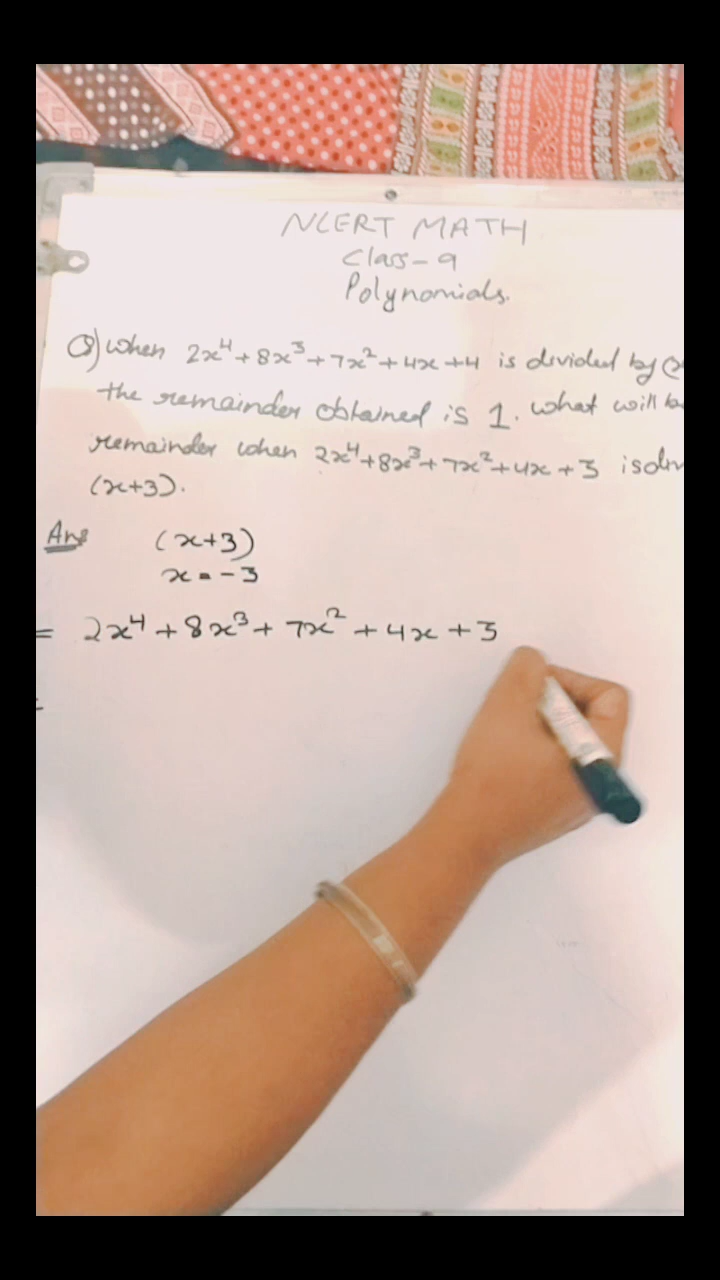 NCERT MATH
Class-9
Polynomials.
Q) when 2x⁴+8x³+7x²+4x+4 is divided by
the remainder obtained is 1. what will
remainder when 2x⁴+8x³+7x²+4x+3
(x+3).
Ans (x+3)
x = -3
= 2x⁴ + 8x³ + 7x² + 4x + 3
=